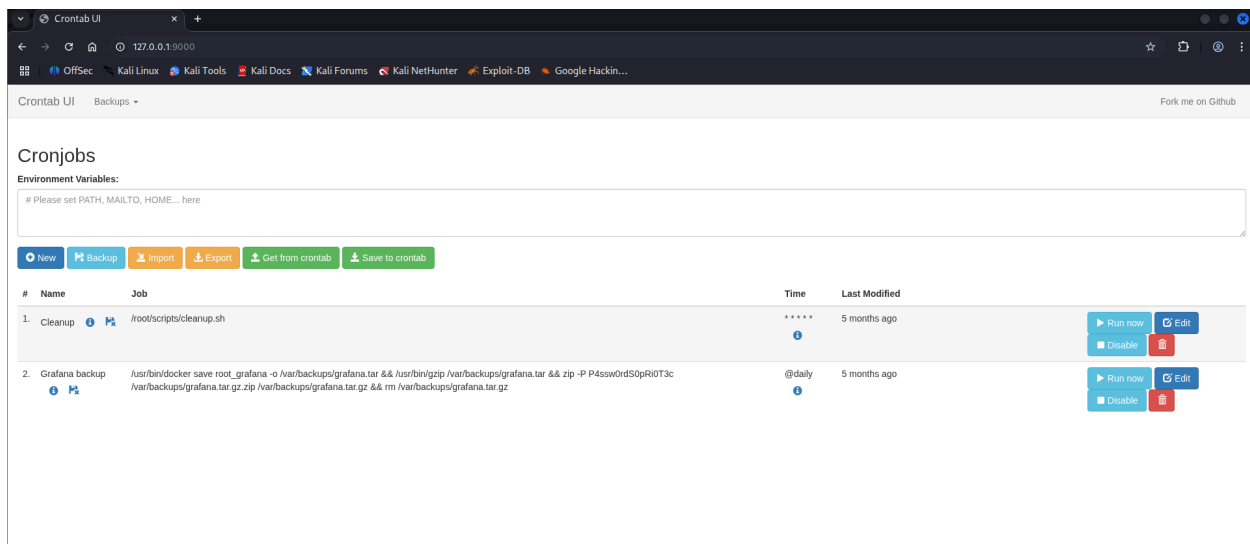 Crontab UI
127.0.0.1:9000
OffSec Kali Linux Kali Tools Kali Docs Kali Forums Kali NetHunter Exploit-DB Google Hackin...
Crontab UI Backups Fork me on Github
Cronjobs
Environment Variables:
# Please set PATH, MAILTO, HOME... here
New Backup Import Export Get from crontab Save to crontab
# Name Job Time Last Modified
1. Cleanup /root/scripts/cleanup.sh * * * * * 5 months ago Run now Edit
Disable
2. Grafana backup /usr/bin/docker save root_grafana -o /var/backups/grafana.tar && /usr/bin/gzip /var/backups/grafana.tar && zip -P P4ssw0rdS0pRi0T3c @daily 5 months ago Run now Edit
/var/backups/grafana.tar.gz.zip /var/backups/grafana.tar.gz && rm /var/backups/grafana.tar.gz
Disable